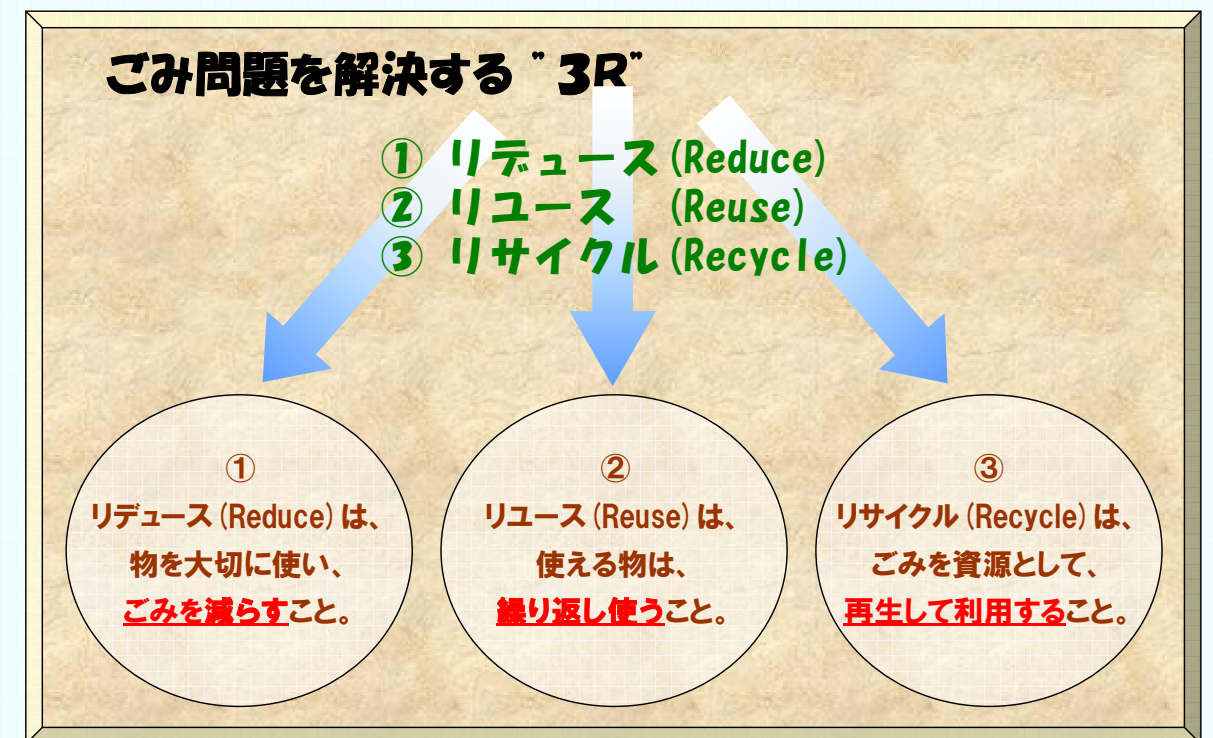 ごみ問題を解決する"3R"
① リデュース(Reduce)
② リユース (Reuse)
③ リサイクル(Recycle)
①
リデュース(Reduce)は、
物を大切に使い、
ごみを減らすこと。
②
リユース(Reuse)は、
使える物は、
繰り返し使うこと。
③
リサイクル(Recycle)は、
ごみを資源として、
再生して利用すること。